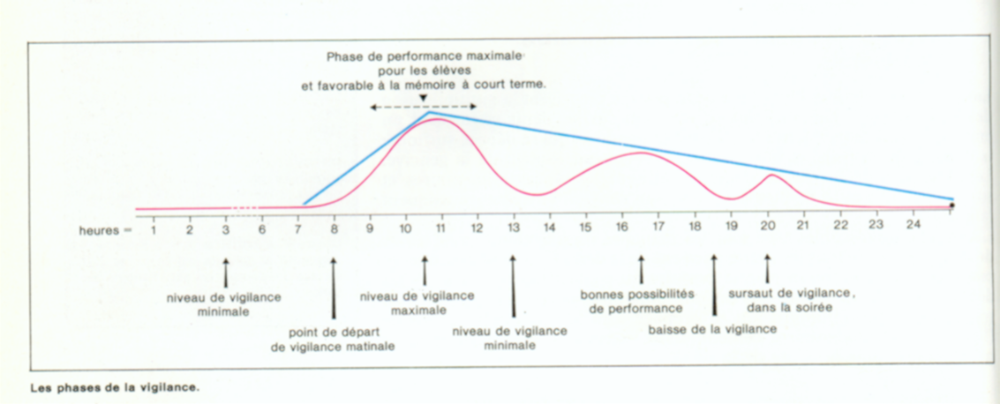 Phase de performance maximale
pour les élèves
et favorable à la mémoire à court terme.
heures = 1 2 3 6 7 8 9 10 11 12 13 14 15 16 17 18 19 20 21 22 23 24
niveau de vigilance
minimale
point de départ
de vigilance matinale
niveau de vigilance
maximale
niveau de vigilance
minimale
bonnes possibilités
de performance
baisse de la vigilance
sursaut de vigilance,
dans la soirée
Les phases de la vigilance.